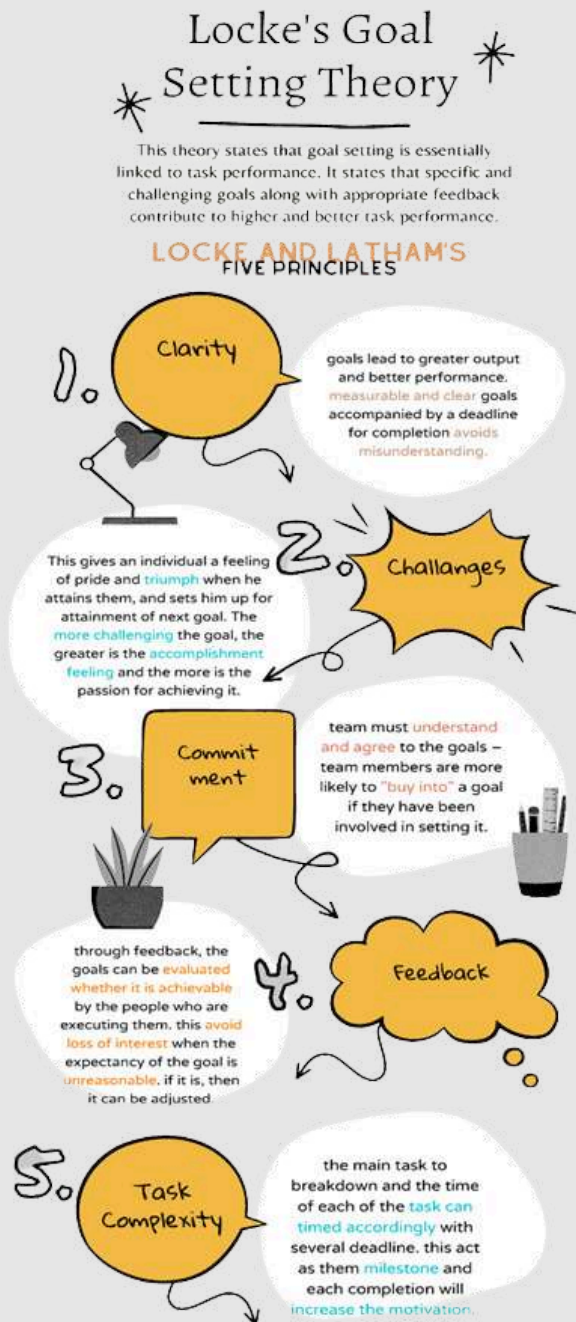 Locke's Goal
Setting Theory
This theory states that goal setting is essentially
linked to task performance. It states that specific and
challenging goals along with appropriate feedback
contribute to higher and better task performance.
LOCKE AND LATHAM'S
FIVE PRINCIPLES
1.
Clarity
goals lead to greater output
and better performance.
measurable and clear goals
accompanied by a deadline
for completion avoids
misunderstanding.
2.
Challanges
This gives an individual a feeling
of pride and triumph when he
attains them, and sets him up for
attainment of next goal. The
more challenging the goal, the
greater is the accomplishment
feeling and the more is the
passion for achieving it.
3.
Commit
ment
team must understand
and agree to the goals –
team members are more
likely to "buy into" a goal
if they have been
involved in setting it.
4.
Feedback
through feedback, the
goals can be evaluated
whether it is achievable
by the people who are
executing them. this avoid
loss of interest when the
expectancy of the goal is
unreasonable. if it is, then
it can be adjusted
5.
Task
Complexity
the main task to
breakdown and the time
of each of the task can
timed accordingly with
several deadline. this act
as them milestone and
each completion will
increase the motivation.